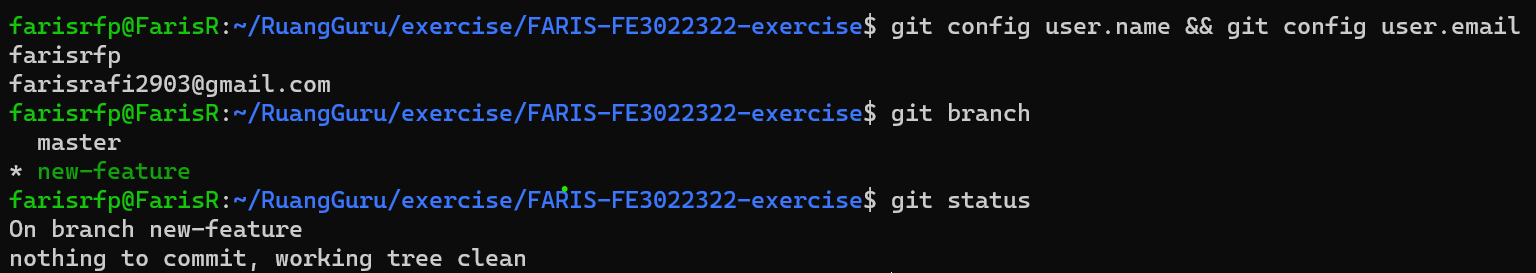 farisrfp@FarisR:~/RuangGuru/exercise/FARIS-FE3022322-exercise$ git config user.name && git config user.email
farisrfp
farisrafi2903@gmail.com
farisrfp@FarisR:~/RuangGuru/exercise/FARIS-FE3022322-exercise$ git branch
  master
* new-feature
farisrfp@FarisR:~/RuangGuru/exercise/FARIS-FE3022322-exercise$ git status
On branch new-feature
nothing to commit, working tree clean